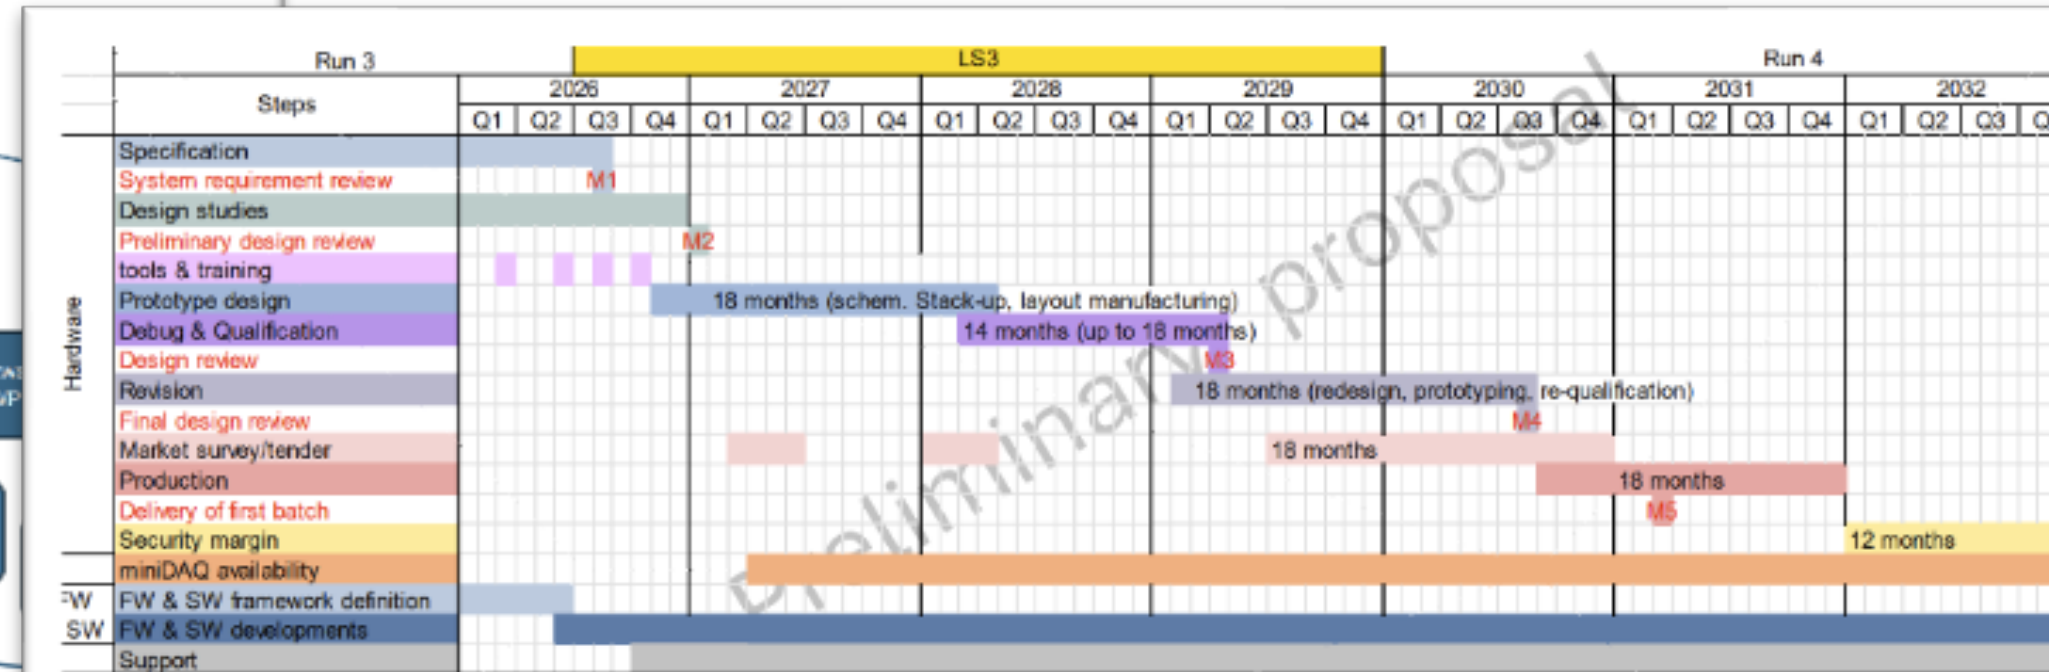 Run 3 LS3 Run 4
2026 2027 2028 2029 2030 2031 2032
Steps
Q1 Q2 Q3 Q4 Q1 Q2 Q3 Q4 Q1 Q2 Q3 Q4 Q1 Q2 Q3 Q4 Q1 Q2 Q3 Q4 Q1 Q2 Q3 Q4 Q1 Q2 Q3
Specification
System requirement review M1
Design studies
Preliminary design review M2
tools & training
Prototype design 18 months (schem. Stack-up, layout manufacturing)
Debug & Qualification 14 months (up to 18 months)
Design review M3
Revision 18 months (redesign, prototyping, re-qualification)
Final design review M4
Market survey/tender 18 months
Production 18 months
Delivery of first batch M5
Security margin 12 months
miniDAQ availability
FW FW & SW framework definition
SW FW & SW developments
Support
Hardware
Preliminary proposal